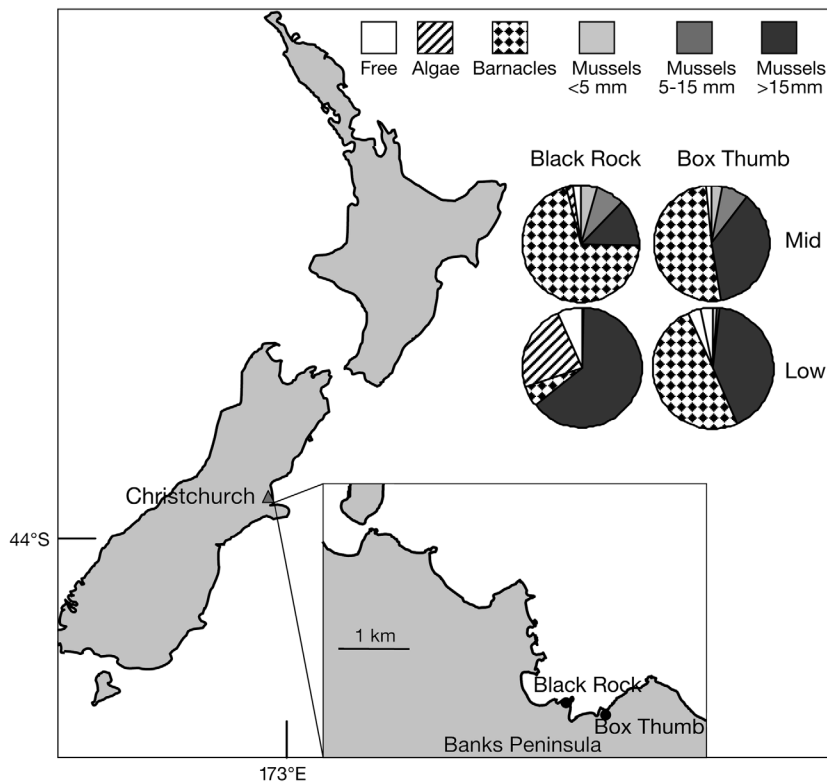 Free Algae Barnacles Mussels Mussels Mussels
<5 mm 5-15 mm >15mm
Black Rock Box Thumb
Mid
Low
Christchurch
44°S
1 km
Black Rock
Box Thumb
Banks Peninsula
173°E